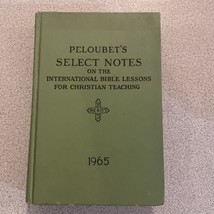 PELOUBET'S
SELECT NOTES
ON THE
INTERNATIONAL BIBLE LESSONS
FOR CHRISTIAN TEACHING
1965